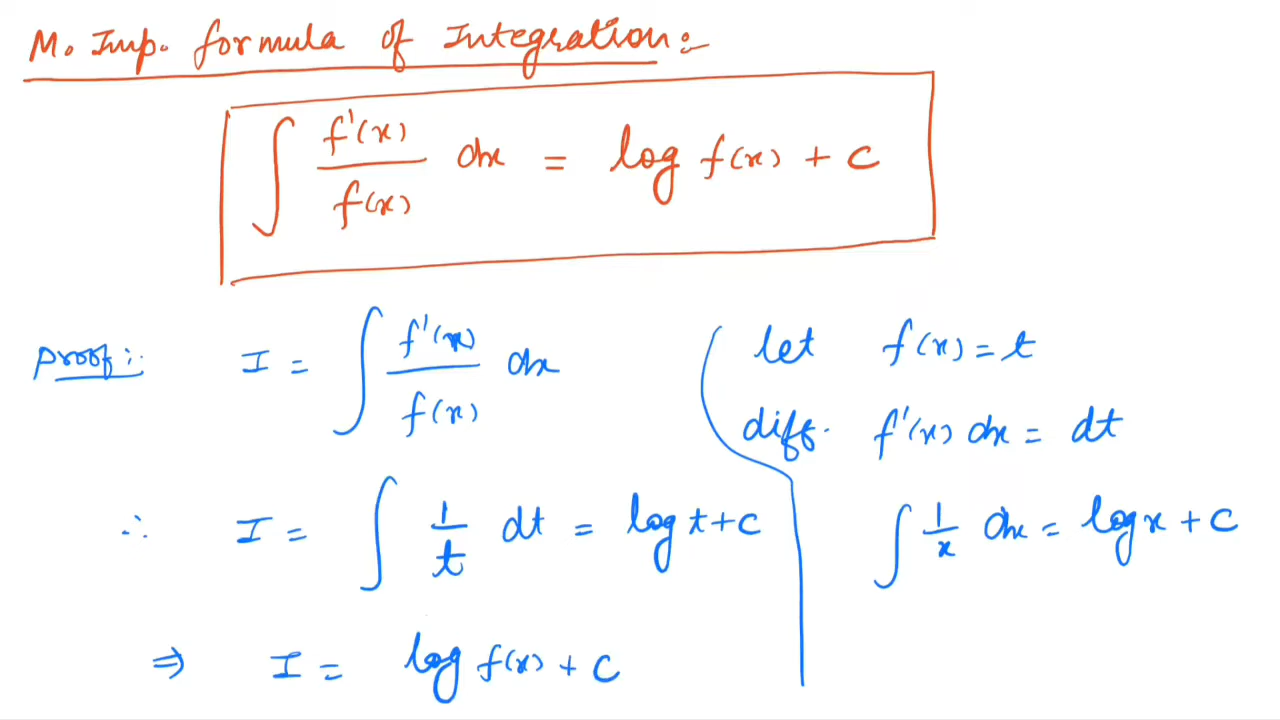 M. Imp. formula of Integration :-
∫ f'(x)/f(x) dx = log f(x) + c
Proof :- I = ∫ f'(x)/f(x) dx
let f(x) = t
diff. f'(x) dx = dt
∴ I = ∫ 1/t dt = log t + c
∫ 1/x dx = log x + c
⇒ I = log f(x) + c